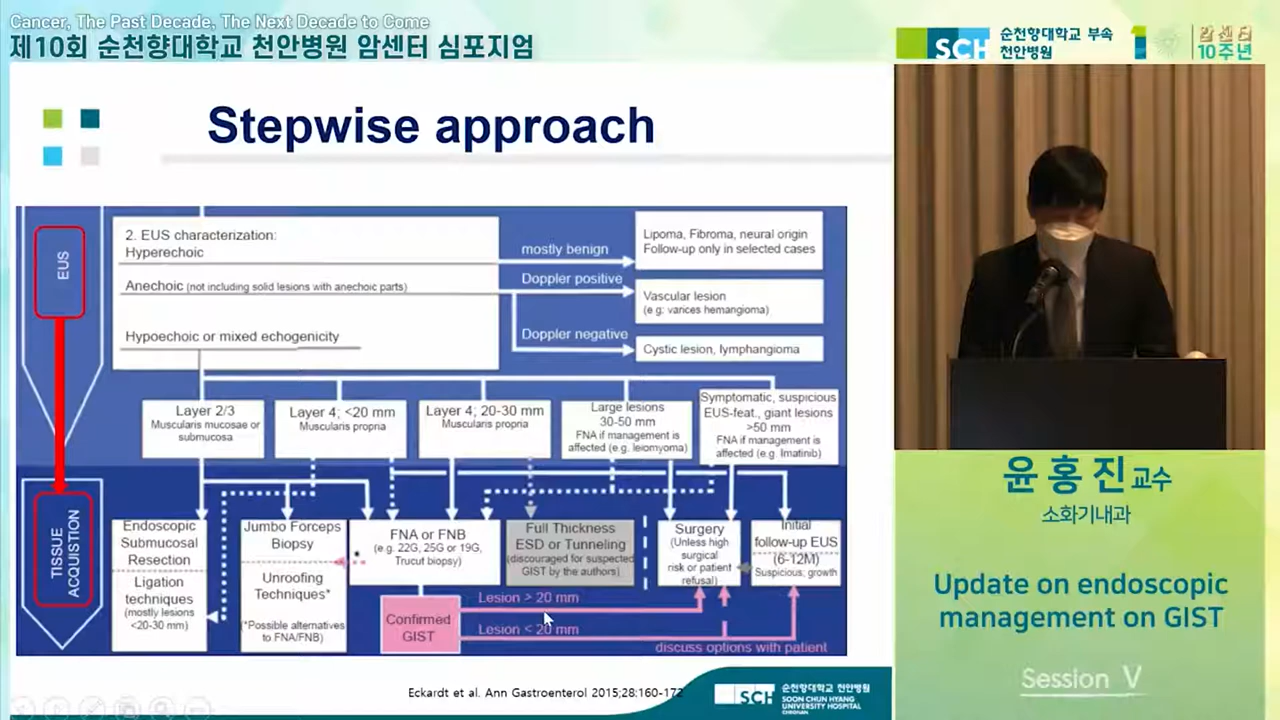 Cancer, The Past Decade, The Next Decade to Come
제10회 순천향대학교 천안병원 암센터 심포지엄
SCH
순천향대학교 부속
천안병원
암센터
10주년
Stepwise approach
EUS
2. EUS characterization:
Hyperechoic
Anechoic (not including solid lesions with anechoic parts)
Hypoechoic or mixed echogenicity
mostly benign
Doppler positive
Doppler negative
Lipoma, Fibroma, neural origin
Follow-up only in selected cases
Vascular lesion
(e.g: varices hemangioma)
Cystic lesion, lymphangioma
Layer 2/3
Muscularis mucosae or
submucosa
Layer 4; <20 mm
Muscularis propria
Layer 4; 20-30 mm
Muscularis propria
Large lesions
30-50 mm
FNA if management is
affected (e.g. leiomyoma)
Symptomatic, suspicious
EUS-feat., giant lesions
>50 mm
FNA if management is
affected (e.g. Imatinib)
TISSUE
ACQUISTION
Endoscopic
Submucosal
Resection
Ligation
techniques
(mostly lesions
<20-30 mm)
Jumbo Forceps
Biopsy
Unroofing
Techniques*
(*Possible alternatives
to FNA/FNB)
FNA or FNB
(e.g. 22G, 25G or 19G,
Trucut biopsy)
Full Thickness
ESD or Tunneling
(discouraged for suspected
GIST by the authors)
Surgery
(Unless high
surgical
risk or patient
refusal)
Initial
follow-up EUS
(6-12M)
Suspicious; growth
Confirmed
GIST
Lesion > 20 mm
Lesion < 20 mm
discuss options with patient
Eckardt et al. Ann Gastroenterol 2015;28:160-172
SCH
순천향대학교 천안병원
SOON CHUN HYANG
UNIVERSITY HOSPITAL
CHEONAN
윤홍진 교수
소화기내과
Update on endoscopic
management on GIST
Session V